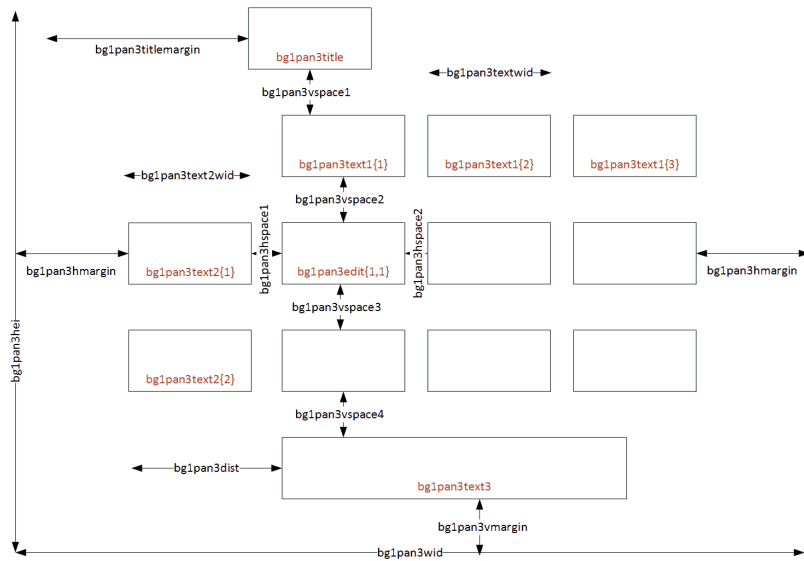 bg1pan3titlemargin
bg1pan3title
bg1pan3vspace1
bg1pan3textwid
bg1pan3text1{1}
bg1pan3text1{2}
bg1pan3text1{3}
bg1pan3text2wid
bg1pan3vspace2
bg1pan3hspace1
bg1pan3hspace2
bg1pan3hmargin
bg1pan3text2{1}
bg1pan3edit{1,1}
bg1pan3hmargin
bg1pan3vspace3
bg1pan3hei
bg1pan3text2{2}
bg1pan3vspace4
bg1pan3dist
bg1pan3text3
bg1pan3vmargin
bg1pan3wid